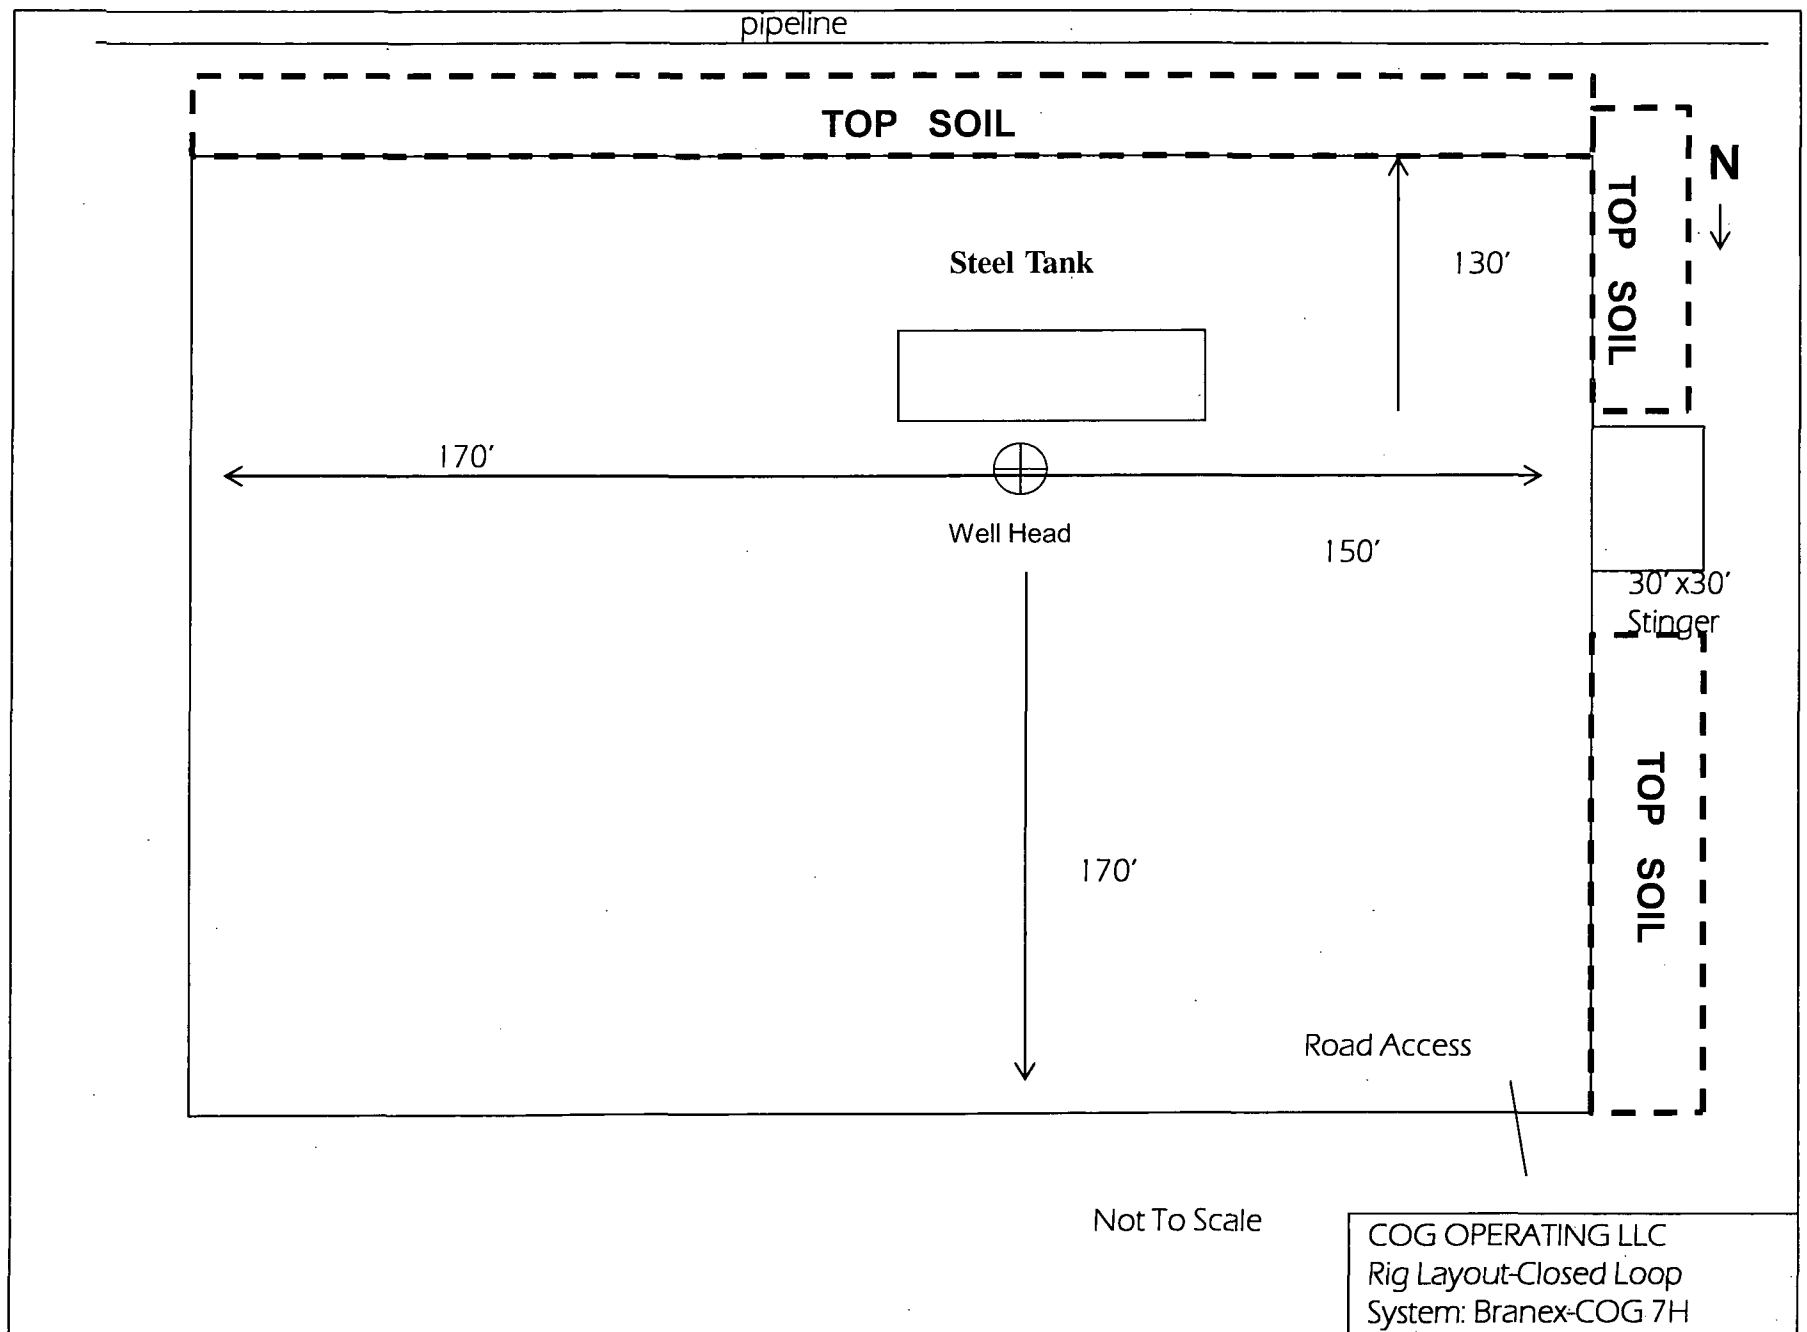 pipeline
TOP SOIL
N
TOP SOIL
Steel Tank
130′
170′
Well Head
150′
30′ x30′
Stinger
TOP SOIL
170′
Road Access
Not To Scale
COG OPERATING LLC
Rig Layout-Closed Loop
System: Branex-COG 7H